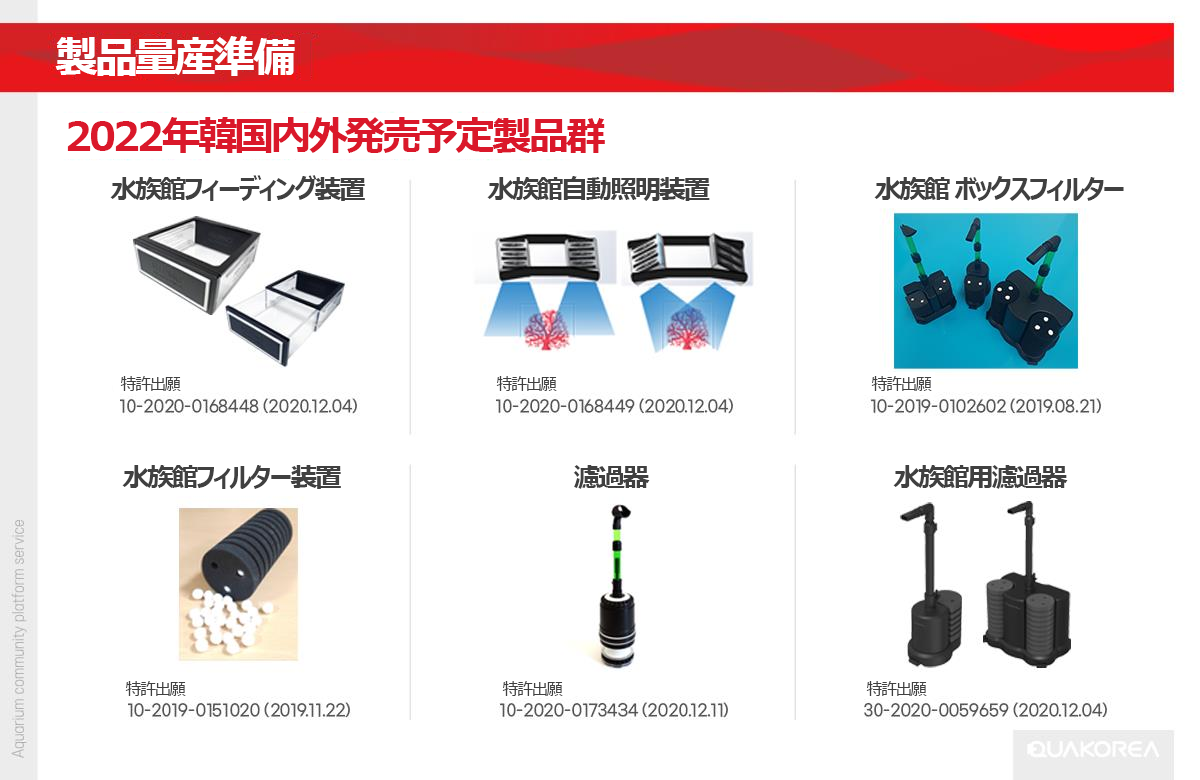 製品量産準備
2022年韓国内外発売予定製品群
水族館フィーディング装置
特許出願
10-2020-0168448 (2020.12.04)
水族館自動照明装置
特許出願
10-2020-0168449 (2020.12.04)
水族館 ボックスフィルター
特許出願
10-2019-0102602 (2019.08.21)
水族館フィルター装置
特許出願
10-2019-0151020 (2019.11.22)
濾過器
特許出願
10-2020-0173434 (2020.12.11)
水族館用濾過器
特許出願
30-2020-0059659 (2020.12.04)
Aquarium community platform service
QUAKOREA